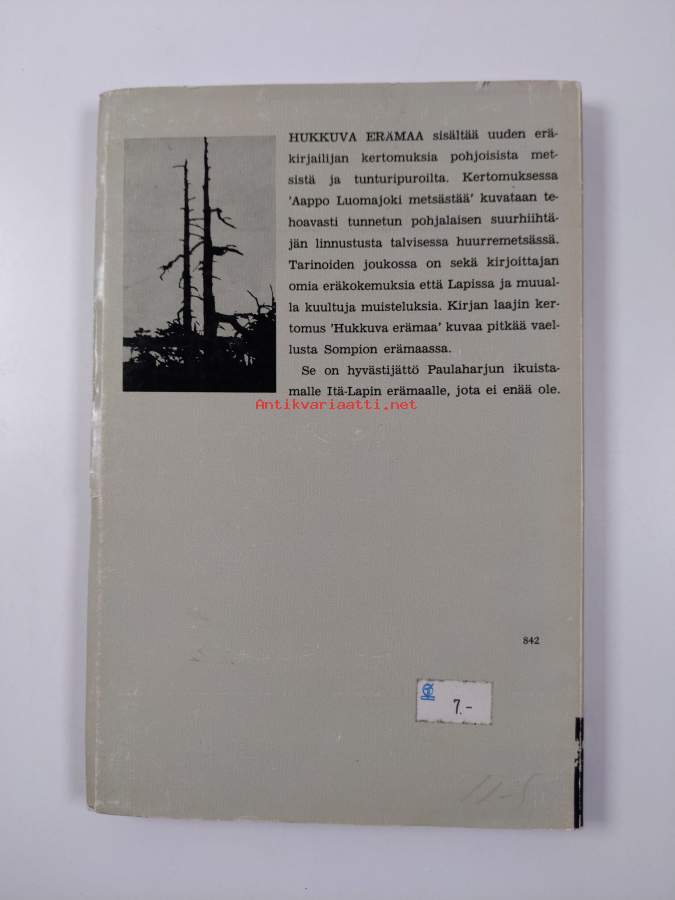 HUKKUVA ERÄMAA sisältää uuden erä-
kirjailijan kertomuksia pohjoisista met-
sistä ja tunturipuroilta. Kertomuksessa
'Aappo Luomajoki metsästää' kuvataan te-
hoavasti tunnetun pohjalaisen suurhiihtä-
jän linnustusta talvisessa huurremetsässä.
Tarinoiden joukossa on sekä kirjoittajan
omia eräkokemuksia että Lapissa ja muual-
la kuultuja muisteluksia. Kirjan laajin ker-
tomus 'Hukkuva erämaa' kuvaa pitkää vael-
lusta Sompion erämaassa.
Se on hyvästijättö Paulaharjun ikuista-
malle Itä-Lapin erämaalle, jota ei enää ole.
Antikvariaatti.net
842
7.-